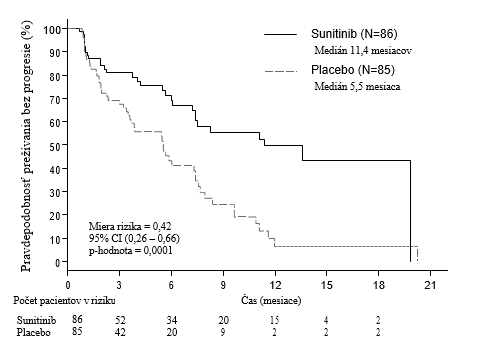 Pravdepodobnosť prežívania bez progresie (%)
100
90
80
70
60
50
40
30
20
10
0
Sunitinib (N=86)
Medián 11,4 mesiacov
Placebo (N=85)
Medián 5,5 mesiaca
Miera rizika = 0,42
95% CI (0,26 – 0,66)
p-hodnota = 0,0001
0 3 6 9 12 15 18 21
Počet pacientov v riziku
Čas (mesiace)
Sunitinib 86 52 34 20 15 4 2
Placebo 85 42 20 9 2 2 2